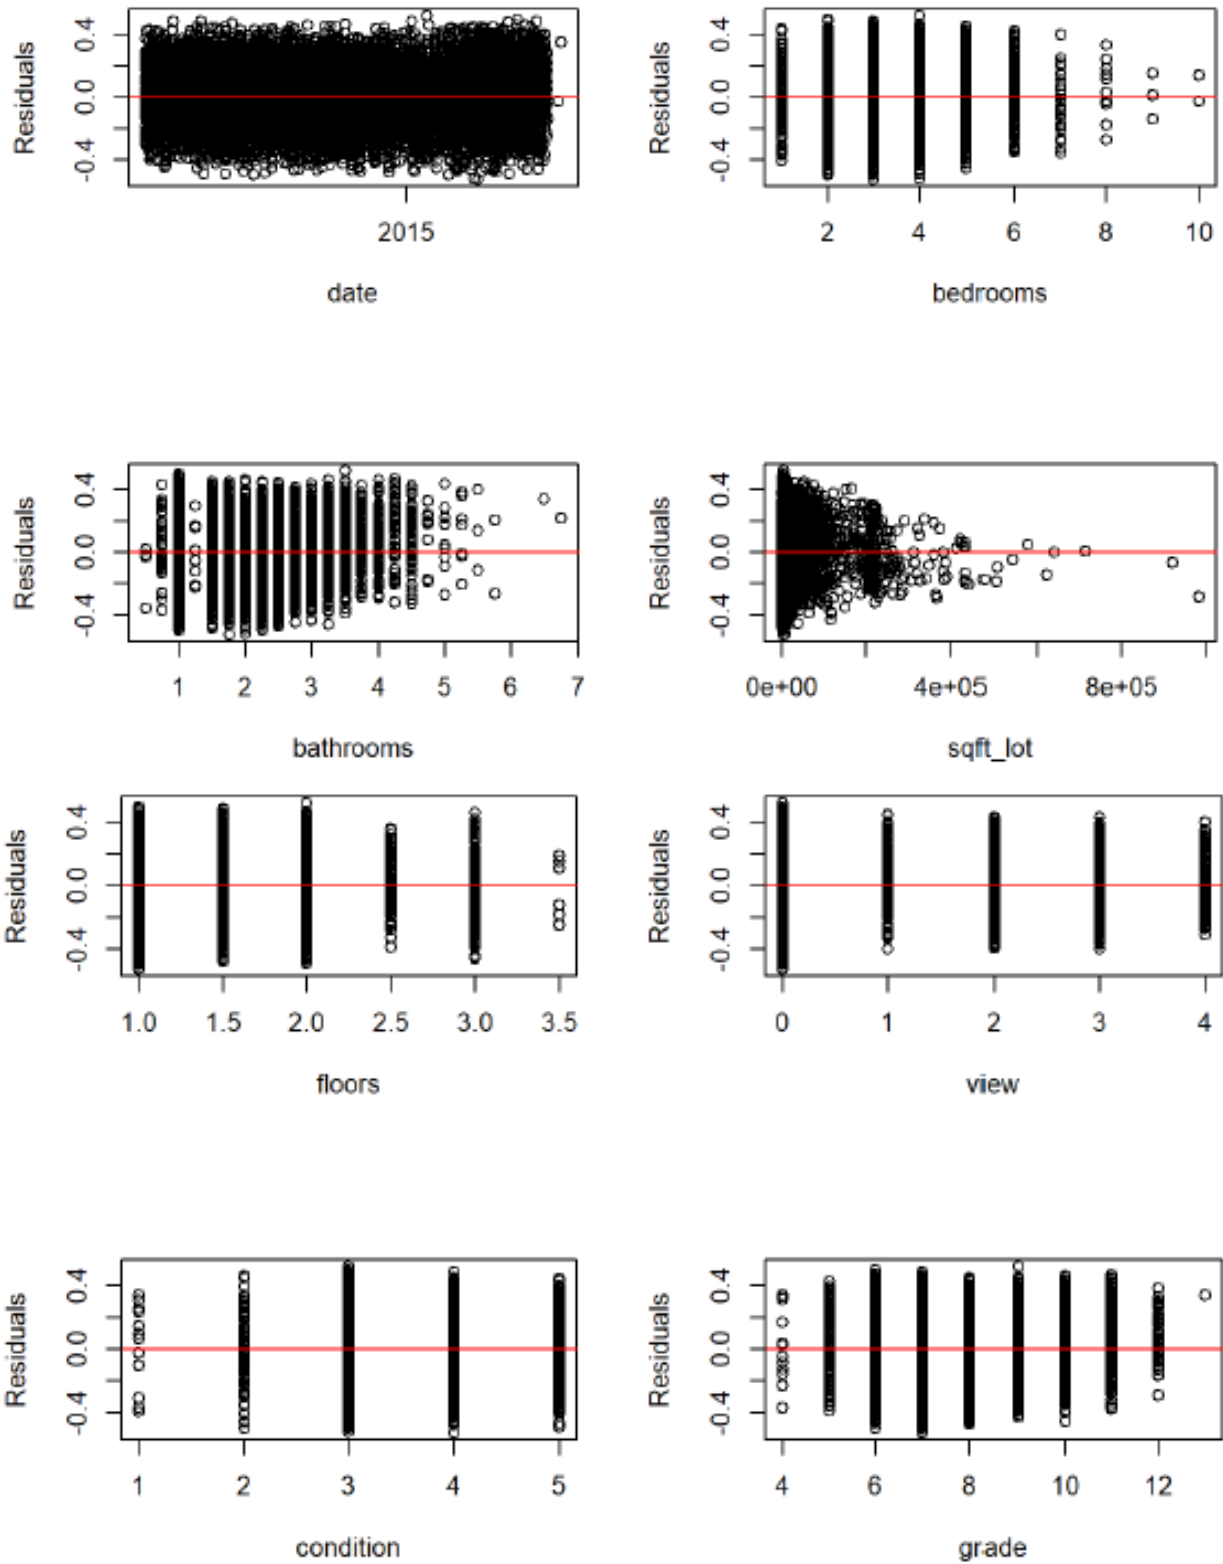 Residuals
0.4
0.0
-0.4
2015
date
Residuals
0.4
0.0
-0.4
2 4 6 8 10
bedrooms
Residuals
0.4
0.0
-0.4
1 2 3 4 5 6 7
bathrooms
Residuals
0.4
0.0
-0.4
0e+00 4e+05 8e+05
sqft_lot
Residuals
0.4
0.0
-0.4
1.0 1.5 2.0 2.5 3.0 3.5
floors
Residuals
0.4
0.0
-0.4
0 1 2 3 4
view
Residuals
0.4
0.0
-0.4
1 2 3 4 5
condition
Residuals
0.4
0.0
-0.4
4 6 8 10 12
grade